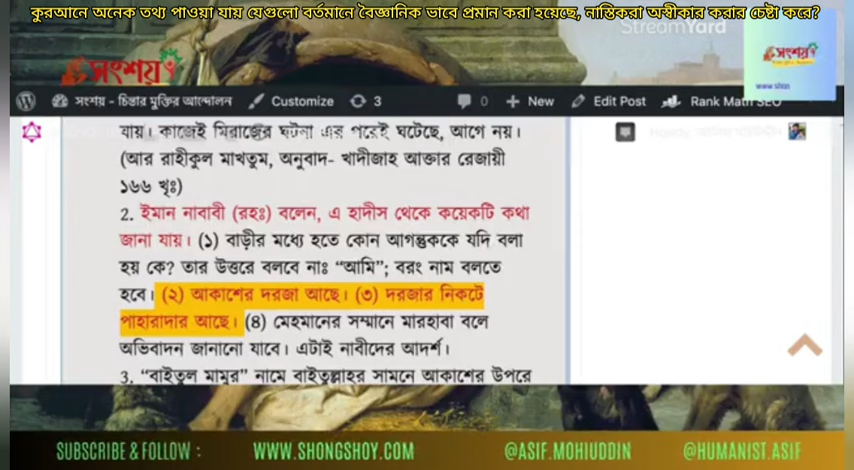 কুরআনে অনেক তথ্য পাওয়া যায় যেগুলো বর্তমানে বৈজ্ঞানিক ভাবে প্রমান করা হয়েছে, নাস্তিকরা অস্বীকার করার চেষ্টা করে?
StreamYard
সংশয়
সংশয় - চিন্তার মুক্তির আন্দোলন Customize 3 0 New Edit Post Rank Math SEO
যায়। কাজেই মিরাজের ঘটনা এর পরেই ঘটেছে, আগে নয়।
(আর রাহীকুল মাখতুম, অনুবাদ- খাদীজাহ আক্তার রেজায়ী
১৬৬ খৃঃ)
2. ইমান নাবাবী (রহঃ) বলেন, এ হাদীস থেকে কয়েকটি কথা
জানা যায়। (১) বাড়ীর মধ্যে হতে কোন আগন্তুককে যদি বলা
হয় কে? তার উত্তরে বলবে নাঃ “আমি”; বরং নাম বলতে
হবে। (২) আকাশের দরজা আছে। (৩) দরজার নিকটে
পাহারাদার আছে। (৪) মেহমানের সম্মানে মারহাবা বলে
অভিবাদন জানানো যাবে। এটাই নাবীদের আদর্শ।
3. “বাইতুল মামুর” নামে বাইতুল্লাহর সামনে আকাশের উপরে
SUBSCRIBE & FOLLOW : WWW.SHONGSHOY.COM @ASIF.MOHIUDDIN @HUMANIST.ASIF